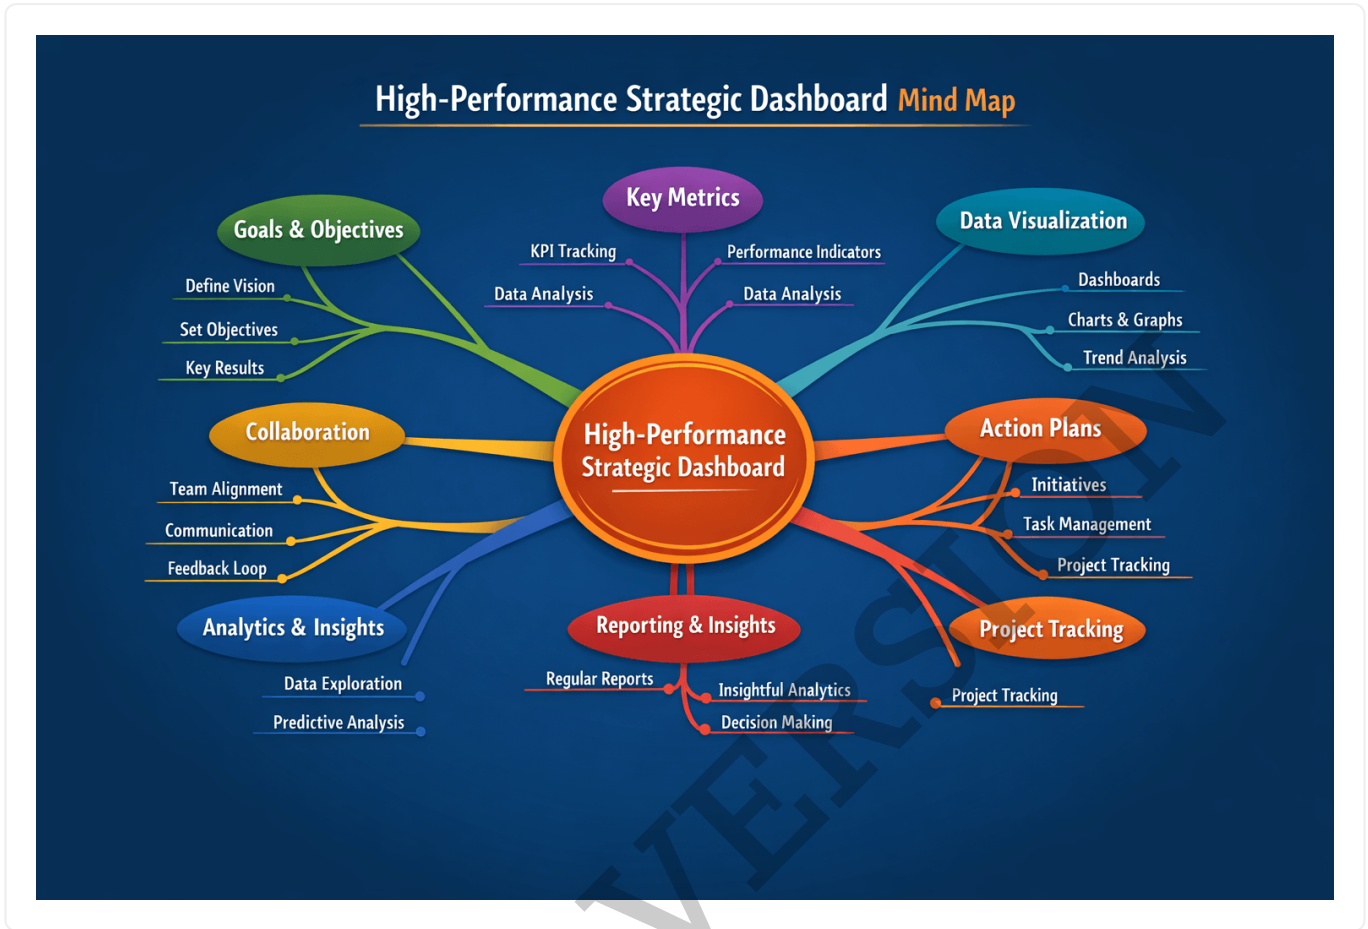 High-Performance Strategic Dashboard Mind Map
Key Metrics
KPI Tracking
Performance Indicators
Data Analysis
Data Analysis
Goals & Objectives
Define Vision
Set Objectives
Key Results
Data Visualization
Dashboards
Charts & Graphs
Trend Analysis
High-Performance
Strategic Dashboard
Collaboration
Team Alignment
Communication
Feedback Loop
Action Plans
Initiatives
Task Management
Project Tracking
Analytics & Insights
Data Exploration
Predictive Analysis
Reporting & Insights
Regular Reports
Insightful Analytics
Decision Making
Project Tracking
Project Tracking
VERSION